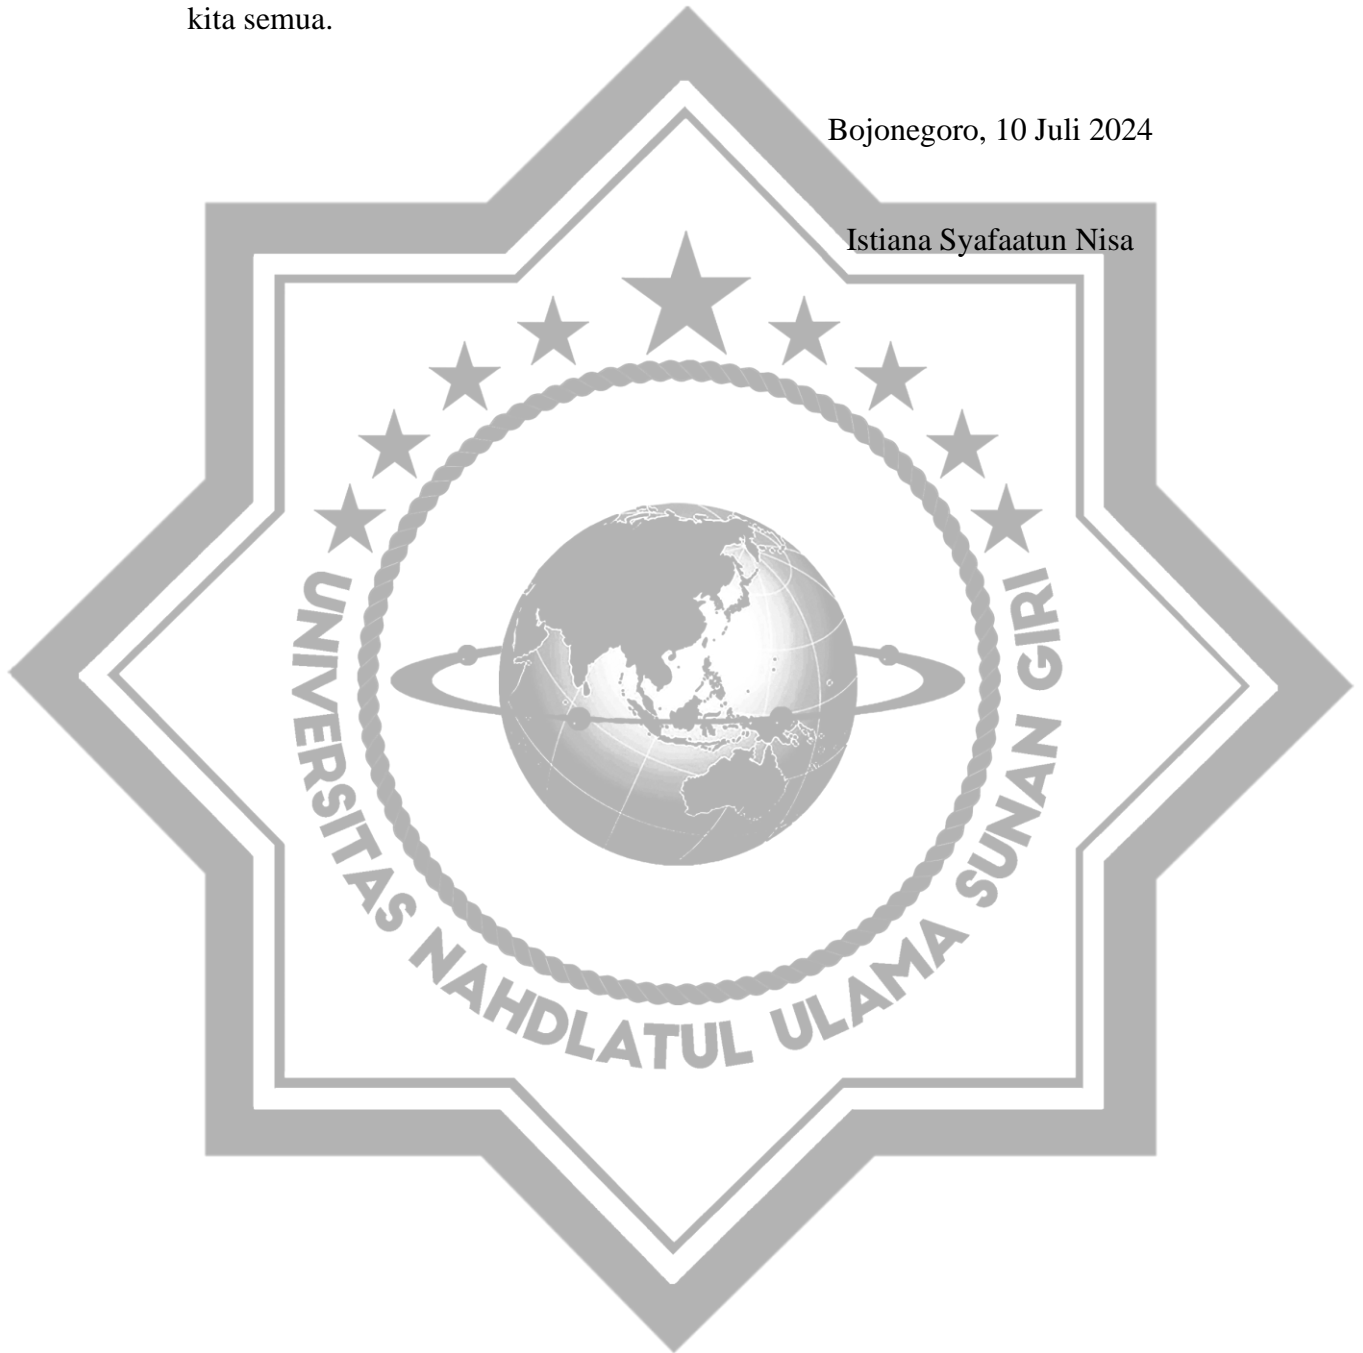 kita semua.
Bojonegoro, 10 Juli 2024
Istiana Syafaatun Nisa
UNIVERSITAS NAHDLATUL ULAMA SUNAN GIRI